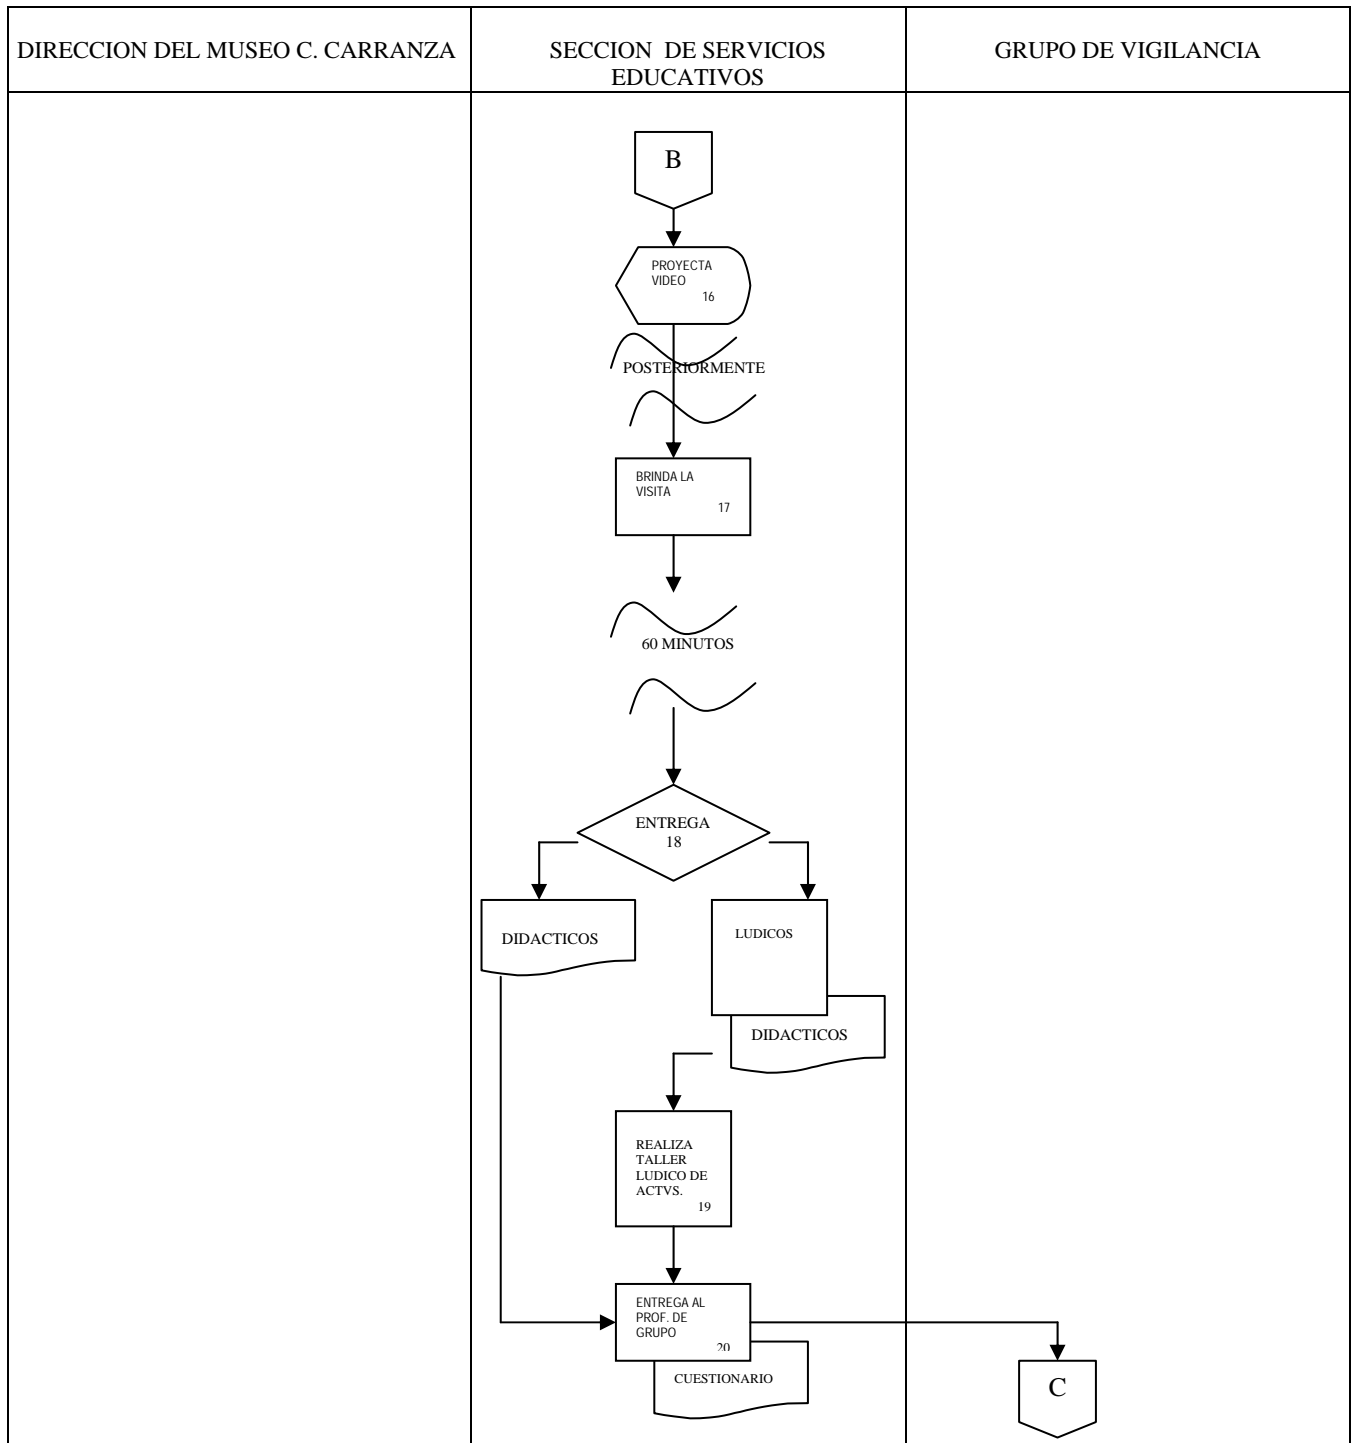 DIRECCION DEL MUSEO C. CARRANZA
SECCION DE SERVICIOS
EDUCATIVOS
GRUPO DE VIGILANCIA
B
PROYECTA
VIDEO
16
POSTERIORMENTE
BRINDA LA
VISITA
17
60 MINUTOS
ENTREGA
18
DIDACTICOS
LUDICOS
DIDACTICOS
REALIZA
TALLER
LUDICO DE
ACTVS.
19
ENTREGA AL
PROF. DE
GRUPO
20
CUESTIONARIO
C